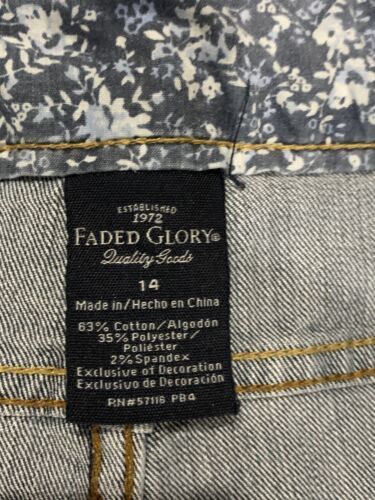 ESTABLISHED
1972
FADED GLORY®
Quality Goods
14
Made in/Hecho en China
63% Cotton/Algodón
35% Polyester/
Poliéster
2% Spandex
Exclusive of Decoration
Exclusivo de Decoración
RN#57116 PB4